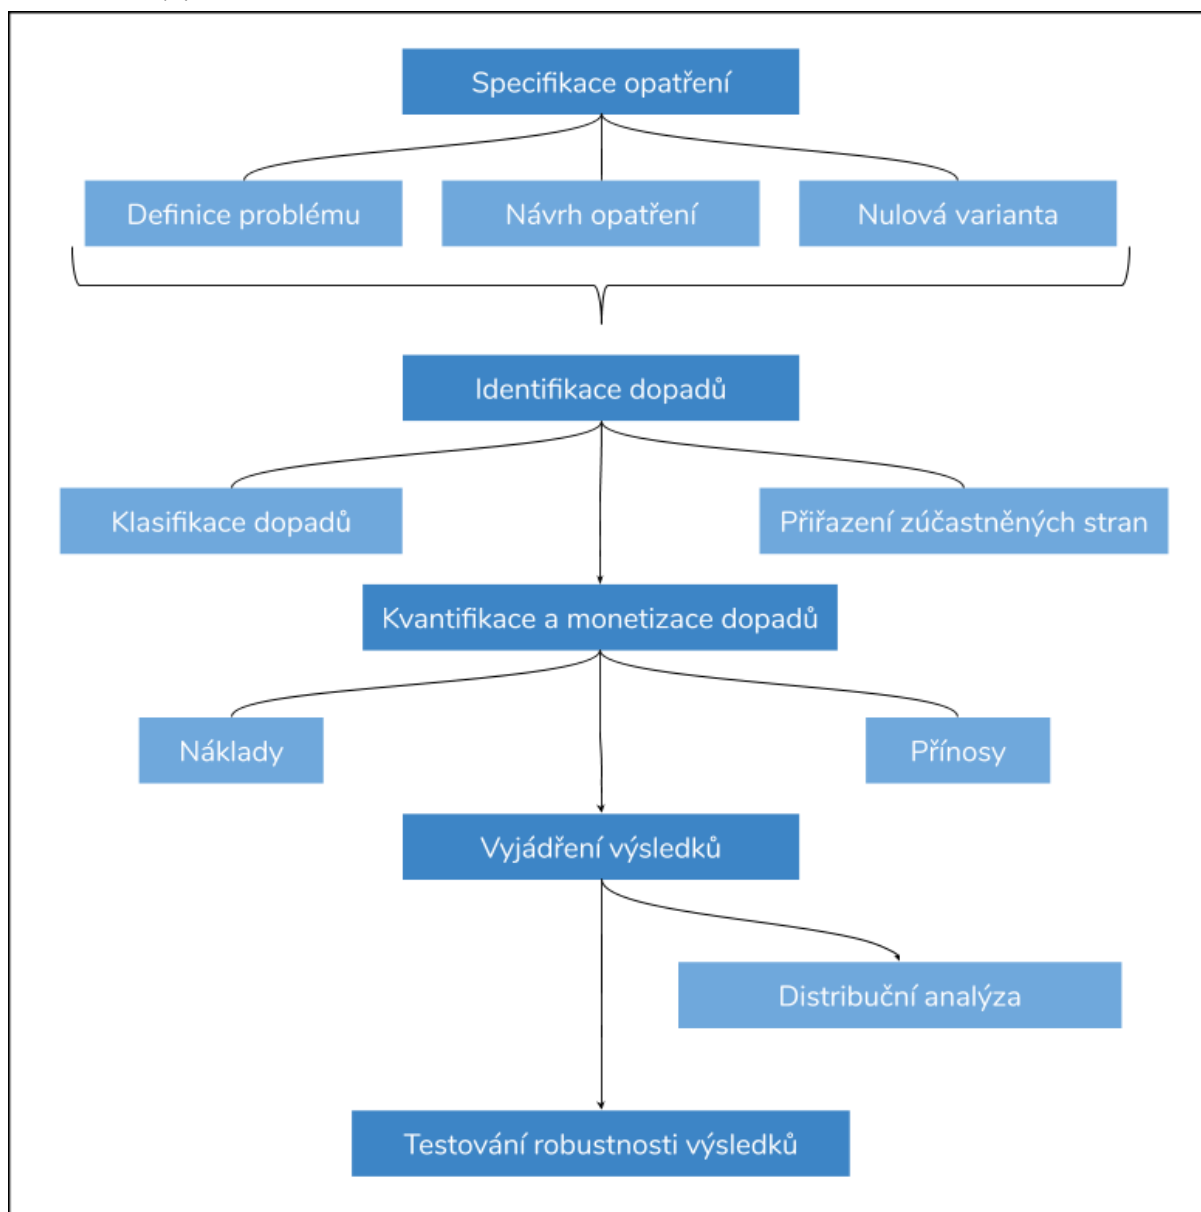 Specifikace opatření
Definice problému
Návrh opatření
Nulová varianta
Identifikace dopadů
Klasifikace dopadů
Přiřazení zúčastněných stran
Kvantifikace a monetizace dopadů
Náklady
Přínosy
Vyjádření výsledků
Distribuční analýza
Testování robustnosti výsledků